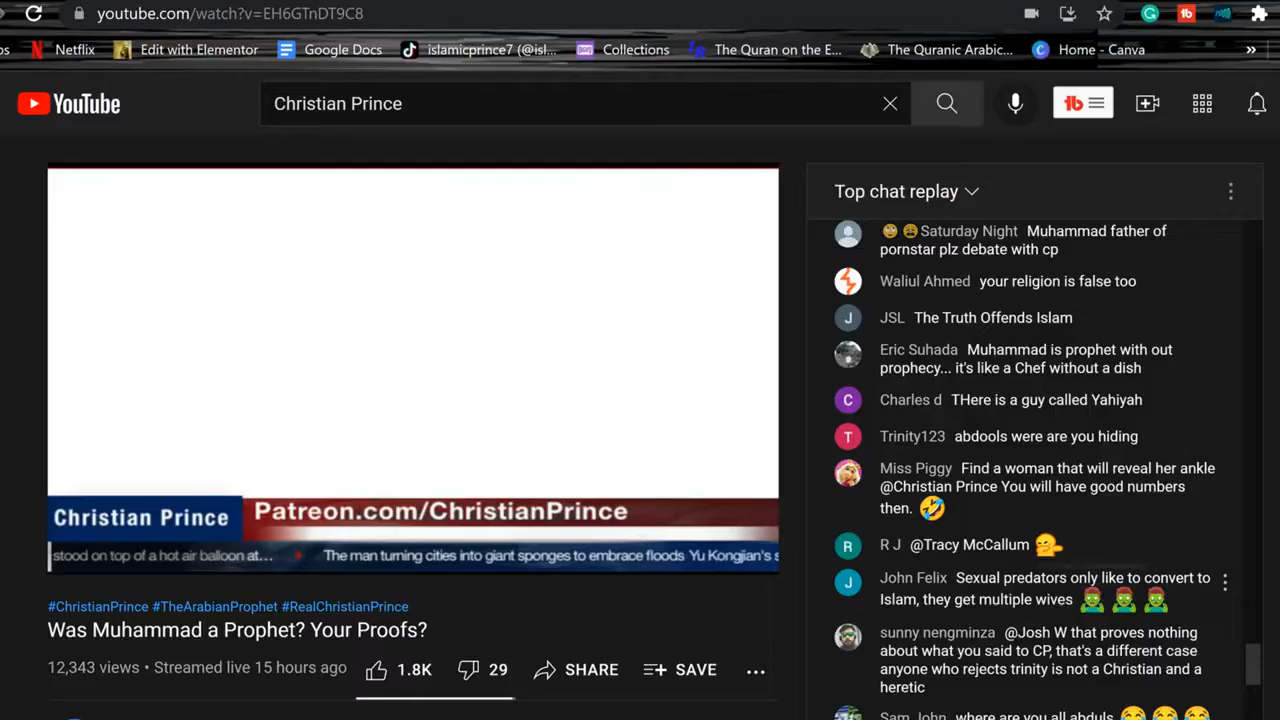 youtube.com/watch?v=EH6GTnDT9C8
os Netflix Edit with Elementor Google Docs islamicprince7 (@isl... Collections The Quran on the E... The Quranic Arabic... Home - Canva »
YouTube
Christian Prince
Top chat replay
Saturday Night Muhammad father of
pornstar plz debate with cp
Waliul Ahmed your religion is false too
JSL The Truth Offends Islam
Eric Suhada Muhammad is prophet with out
prophecy... it's like a Chef without a dish
Charles d THere is a guy called Yahiyah
Trinity123 abdools were are you hiding
Miss Piggy Find a woman that will reveal her ankle
@Christian Prince You will have good numbers
then. 🤣
R J @Tracy McCallum
John Felix Sexual predators only like to convert to
Islam, they get multiple wives
sunny nengminza @Josh W that proves nothing
about what you said to CP, that's a different case
anyone who rejects trinity is not a Christian and a
heretic
Sam John where are you all abduls 😂😂😂
Christian Prince
Patreon.com/ChristianPrince
stood on top of a hot air balloon at... The man turning cities into giant sponges to embrace floods Yu Kongjian's s
#ChristianPrince #TheArabianProphet #RealChristianPrince
Was Muhammad a Prophet? Your Proofs?
12,343 views • Streamed live 15 hours ago 1.8K 29 SHARE SAVE ...